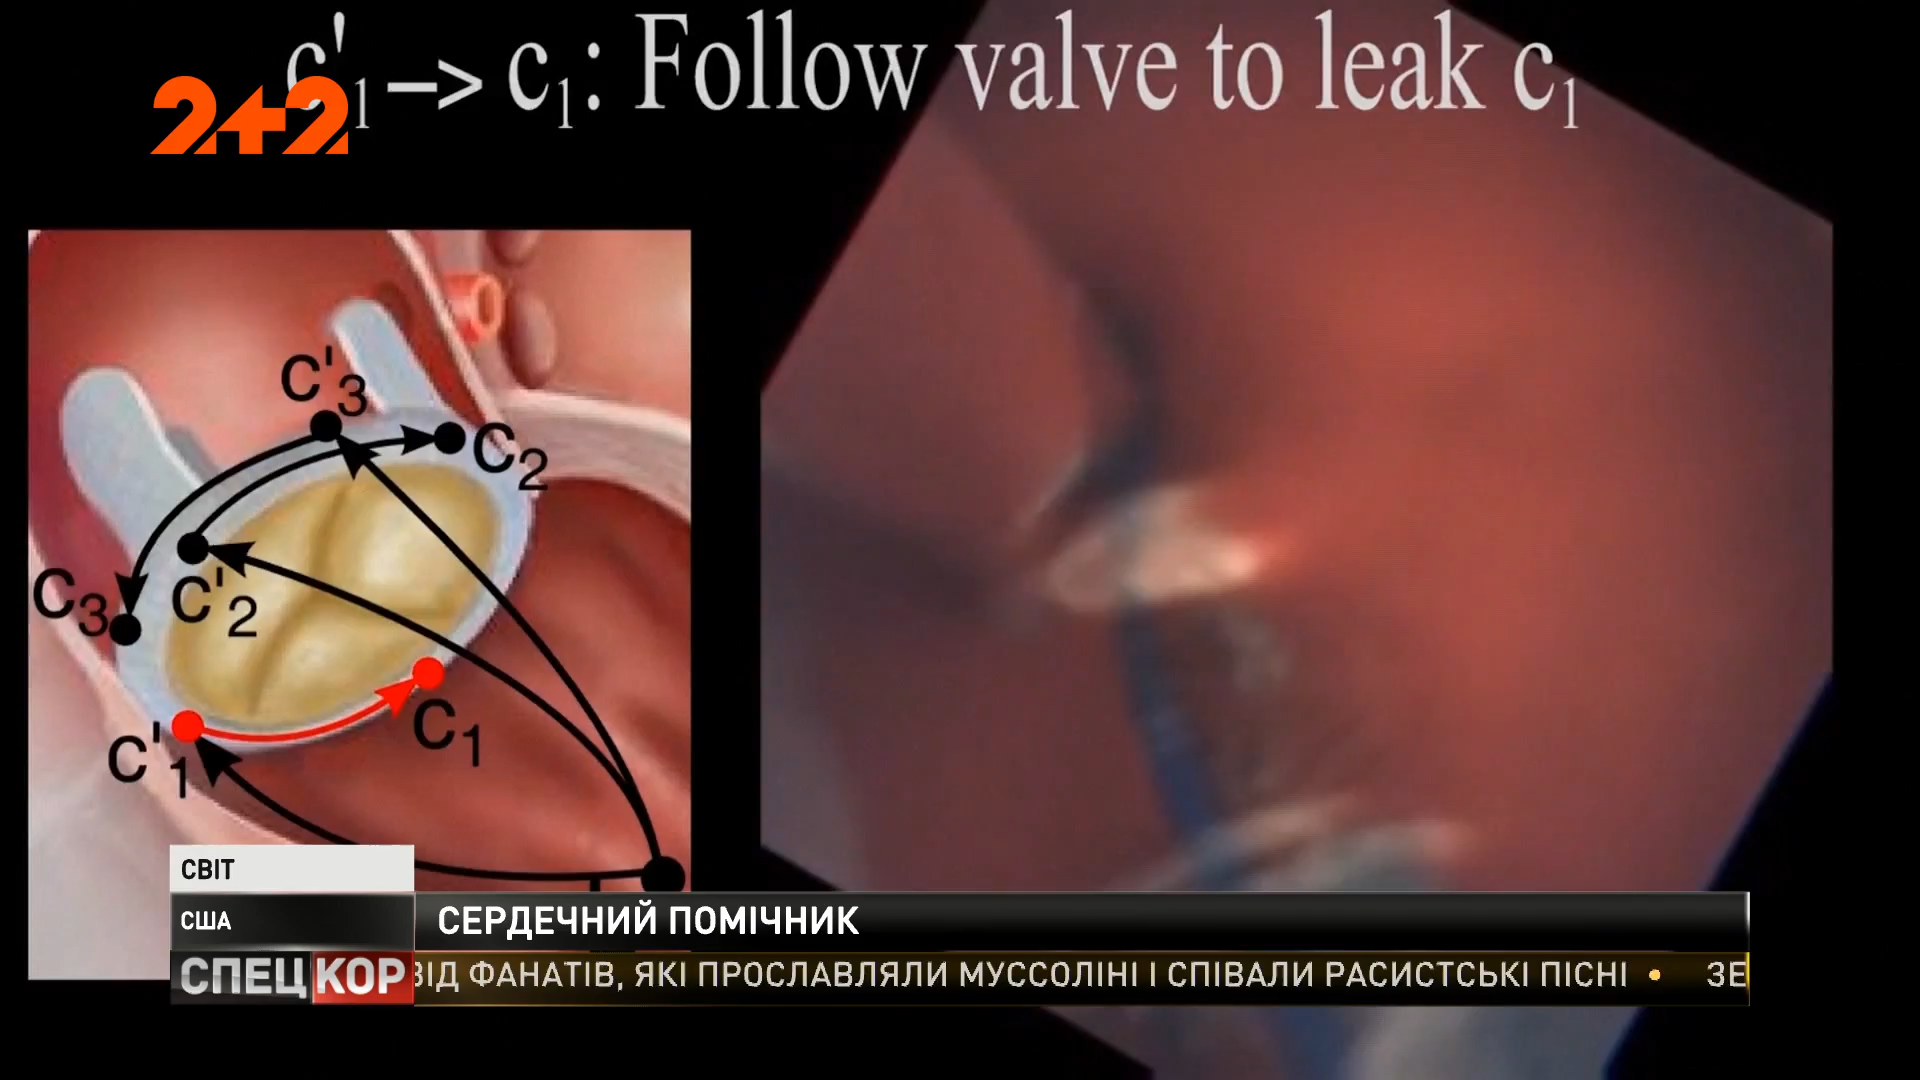 c'₁ –> c₁: Follow valve to leak c₁
2+2
C'₃
C₂
C₃
C'₂
C₁
C'₁
СВІТ
США
СЕРДЕЧНИЙ ПОМІЧНИК
СПЕЦКОР
ВІД ФАНАТІВ, ЯКІ ПРОСЛАВЛЯЛИ МУССОЛІНІ І СПІВАЛИ РАСИСТСЬКІ ПІСНІ •